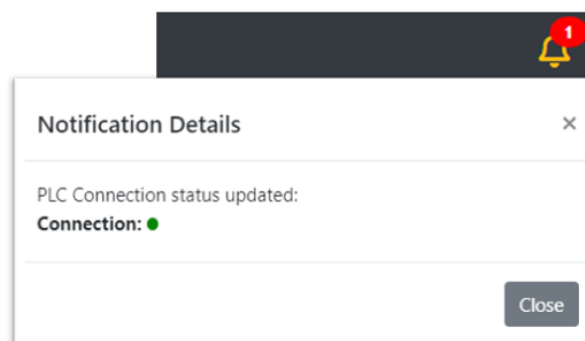 1
Notification Details ×
PLC Connection status updated:
Connection:
Close